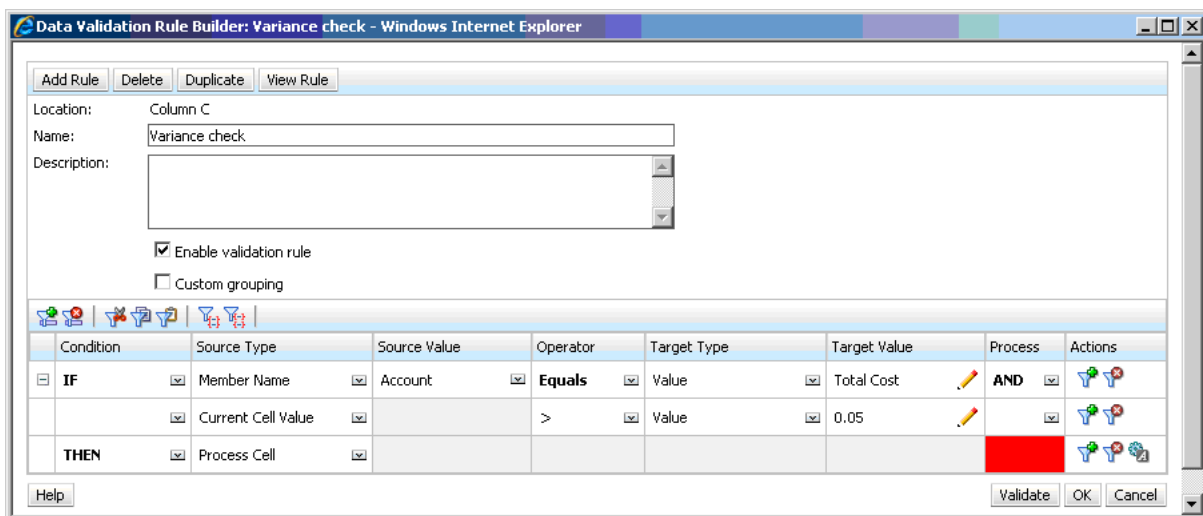 Data Validation Rule Builder: Variance check - Windows Internet Explorer
Add Rule Delete Duplicate View Rule
Location: Column C
Name: Variance check
Description:
Enable validation rule
Custom grouping
Condition Source Type Source Value Operator Target Type Target Value Process Actions
IF Member Name Account Equals Value Total Cost AND
Current Cell Value > Value 0.05
THEN Process Cell
Help Validate OK Cancel